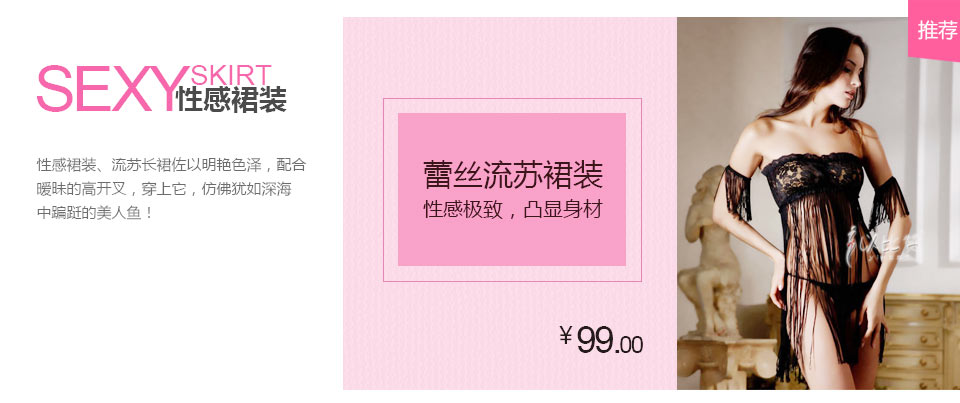 SEXY SKIRT
性感裙装
性感裙装、流苏长裙佐以明艳色泽，配合
暧昧的高开叉，穿上它，仿佛犹如深海
中蹁跹的美人鱼！
蕾丝流苏裙装
性感极致，凸显身材
¥99.00
推荐